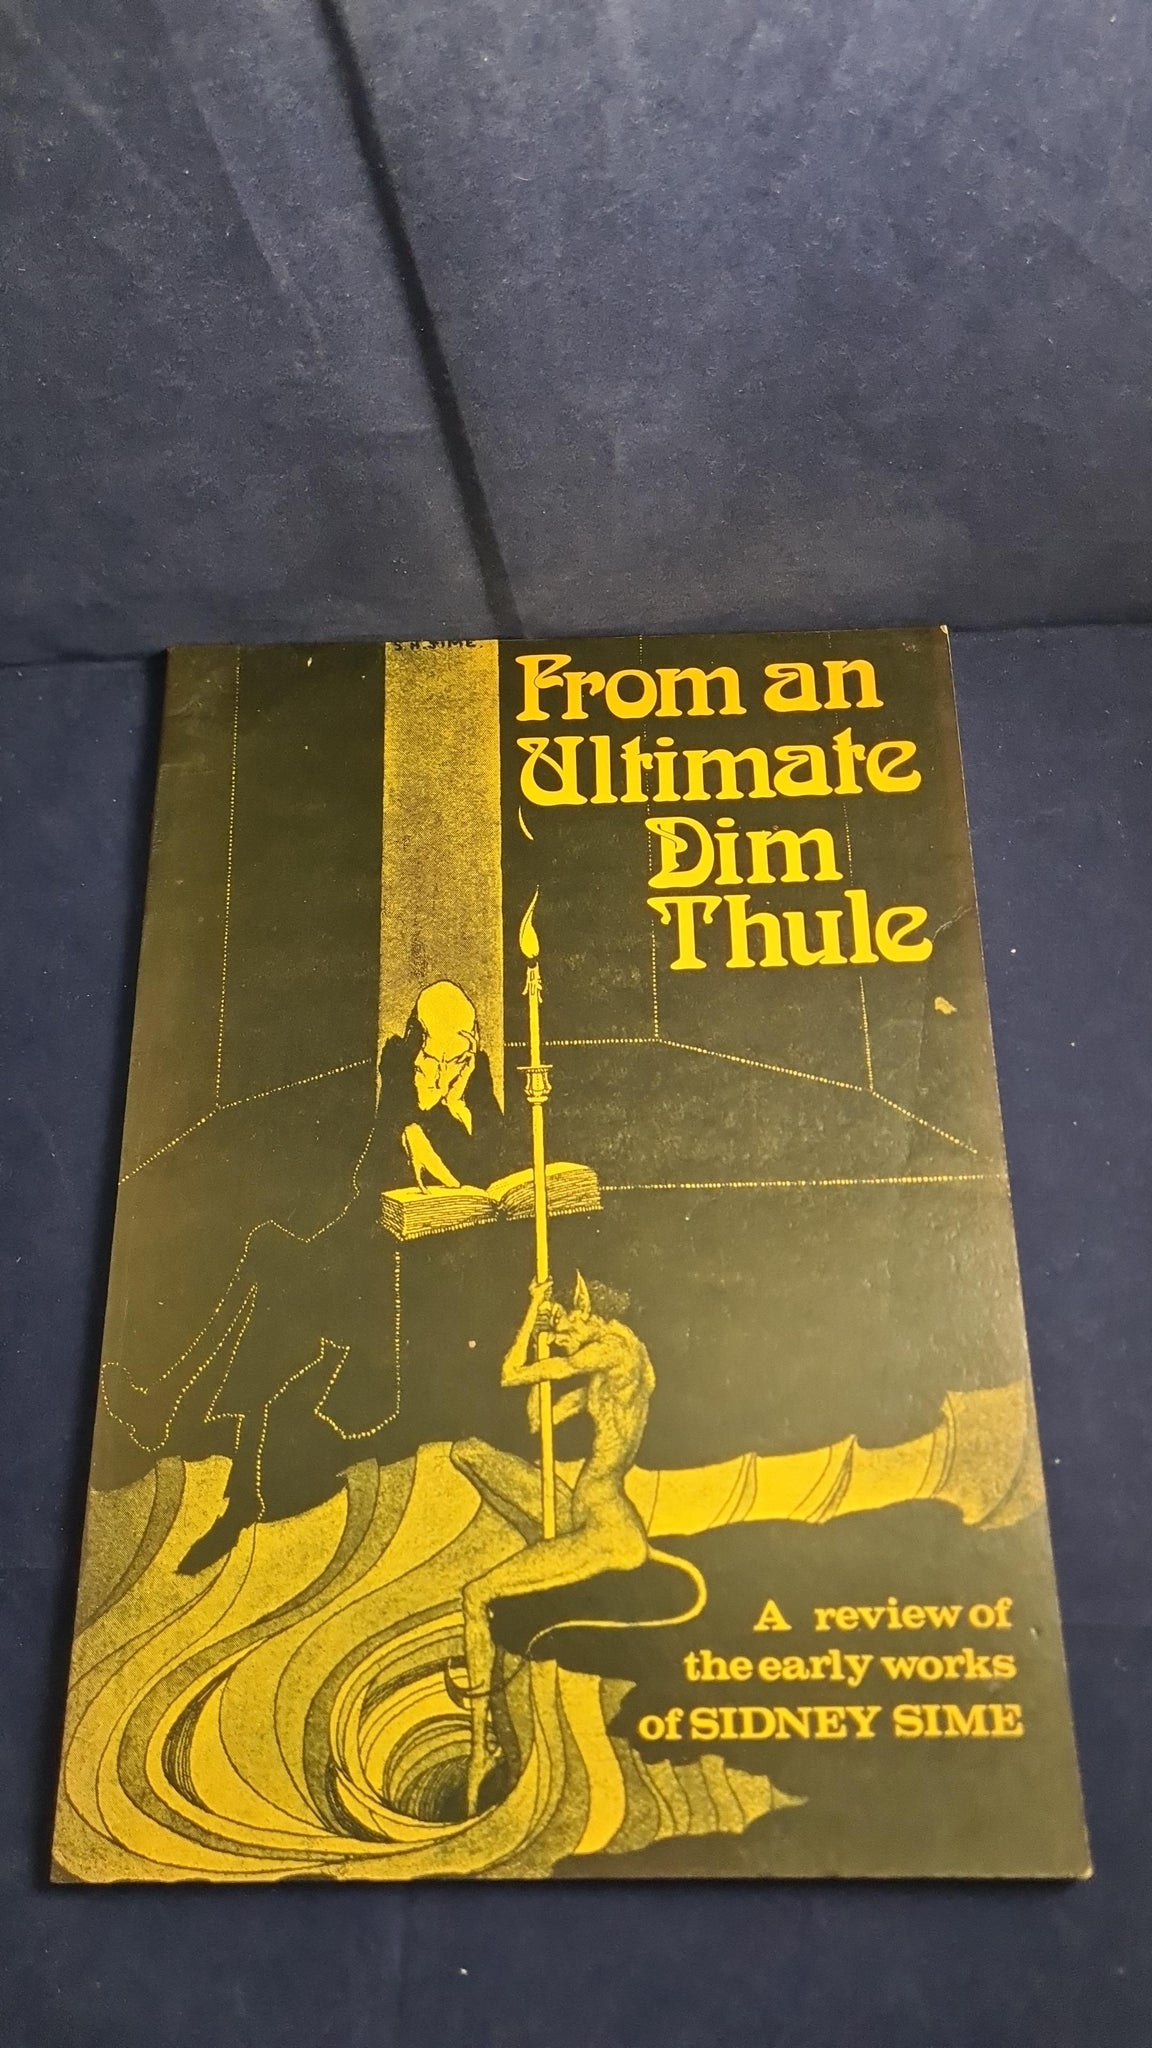 S.H.SIME.
From an
Ultimate
Dim
Thule
A review of
the early works
of SIDNEY SIME